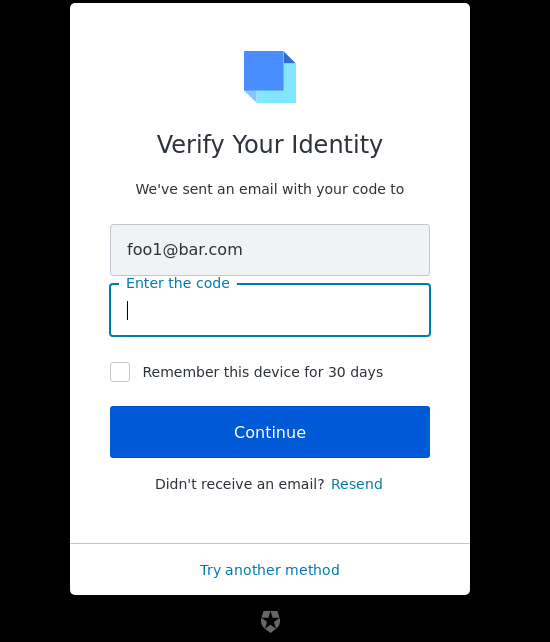 Verify Your Identity
We've sent an email with your code to
foo1@bar.com
Enter the code
Remember this device for 30 days
Continue
Didn't receive an email? Resend
Try another method